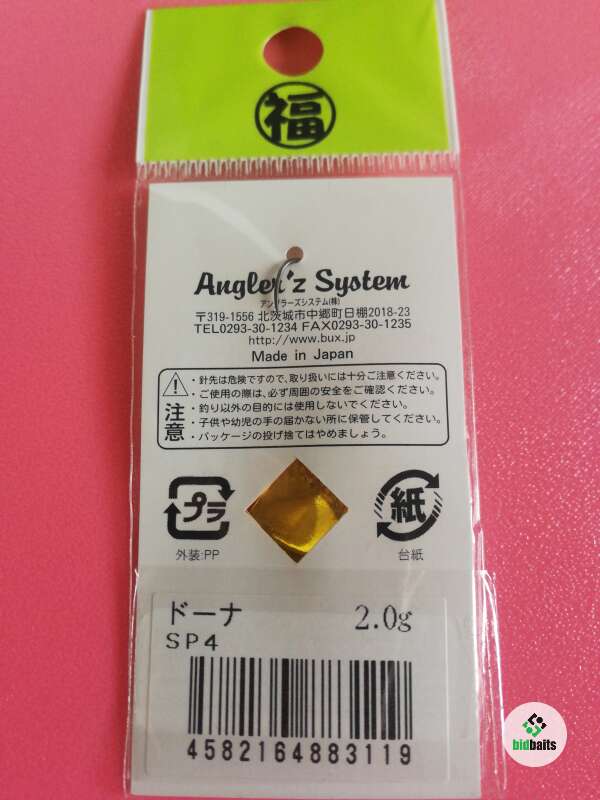 福
Angler'z System
アングラーズシステム(株)
〒319-1556 北茨城市中郷町日棚2018-23
TEL0293-30-1234 FAX0293-30-1235
http://www.bux.jp
Made in Japan
注意
・針先は危険ですので、取り扱いには十分ご注意ください。
・ご使用の際は、必ず周囲の安全をご確認ください。
・釣り以外の目的には使用しないでください。
・子供や幼児の手の届かない所に保管してください。
・パッケージの投げ捨てはやめましょう。
プラ
紙
外装:PP
台紙
ドーナ 2.0g
SP4
4582164883119
bidbaits